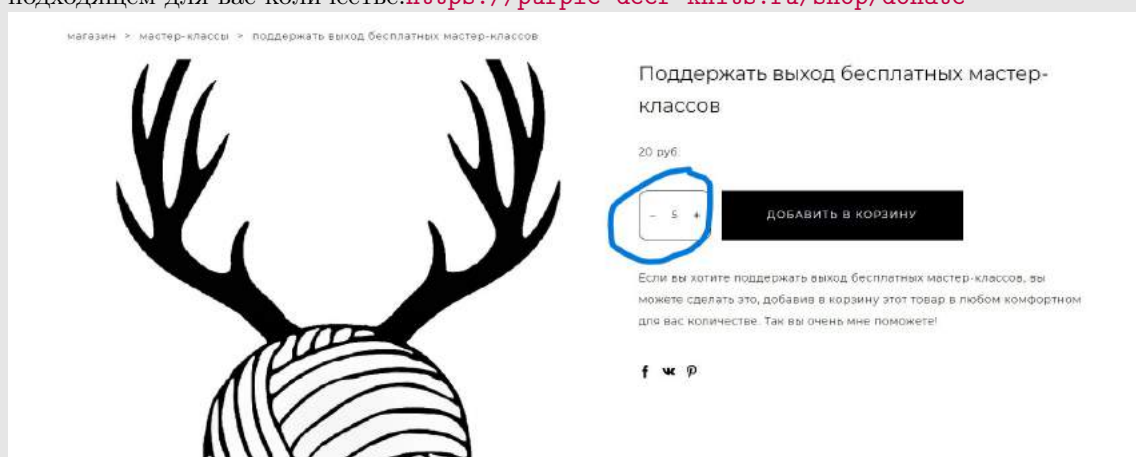 подходящем для вас количестве.https://purple-deer-knits.ru/shop/donate
магазин > мастер-классы > поддержать выход бесплатных мастер-классов
Поддержать выход бесплатных мастер-
классов
20 руб.
- 5 +
ДОБАВИТЬ В КОРЗИНУ
Если вы хотите поддержать выход бесплатных мастер-классов, вы
можете сделать это, добавив в корзину этот товар в любом комфортном
для вас количестве. Так вы очень мне поможете!